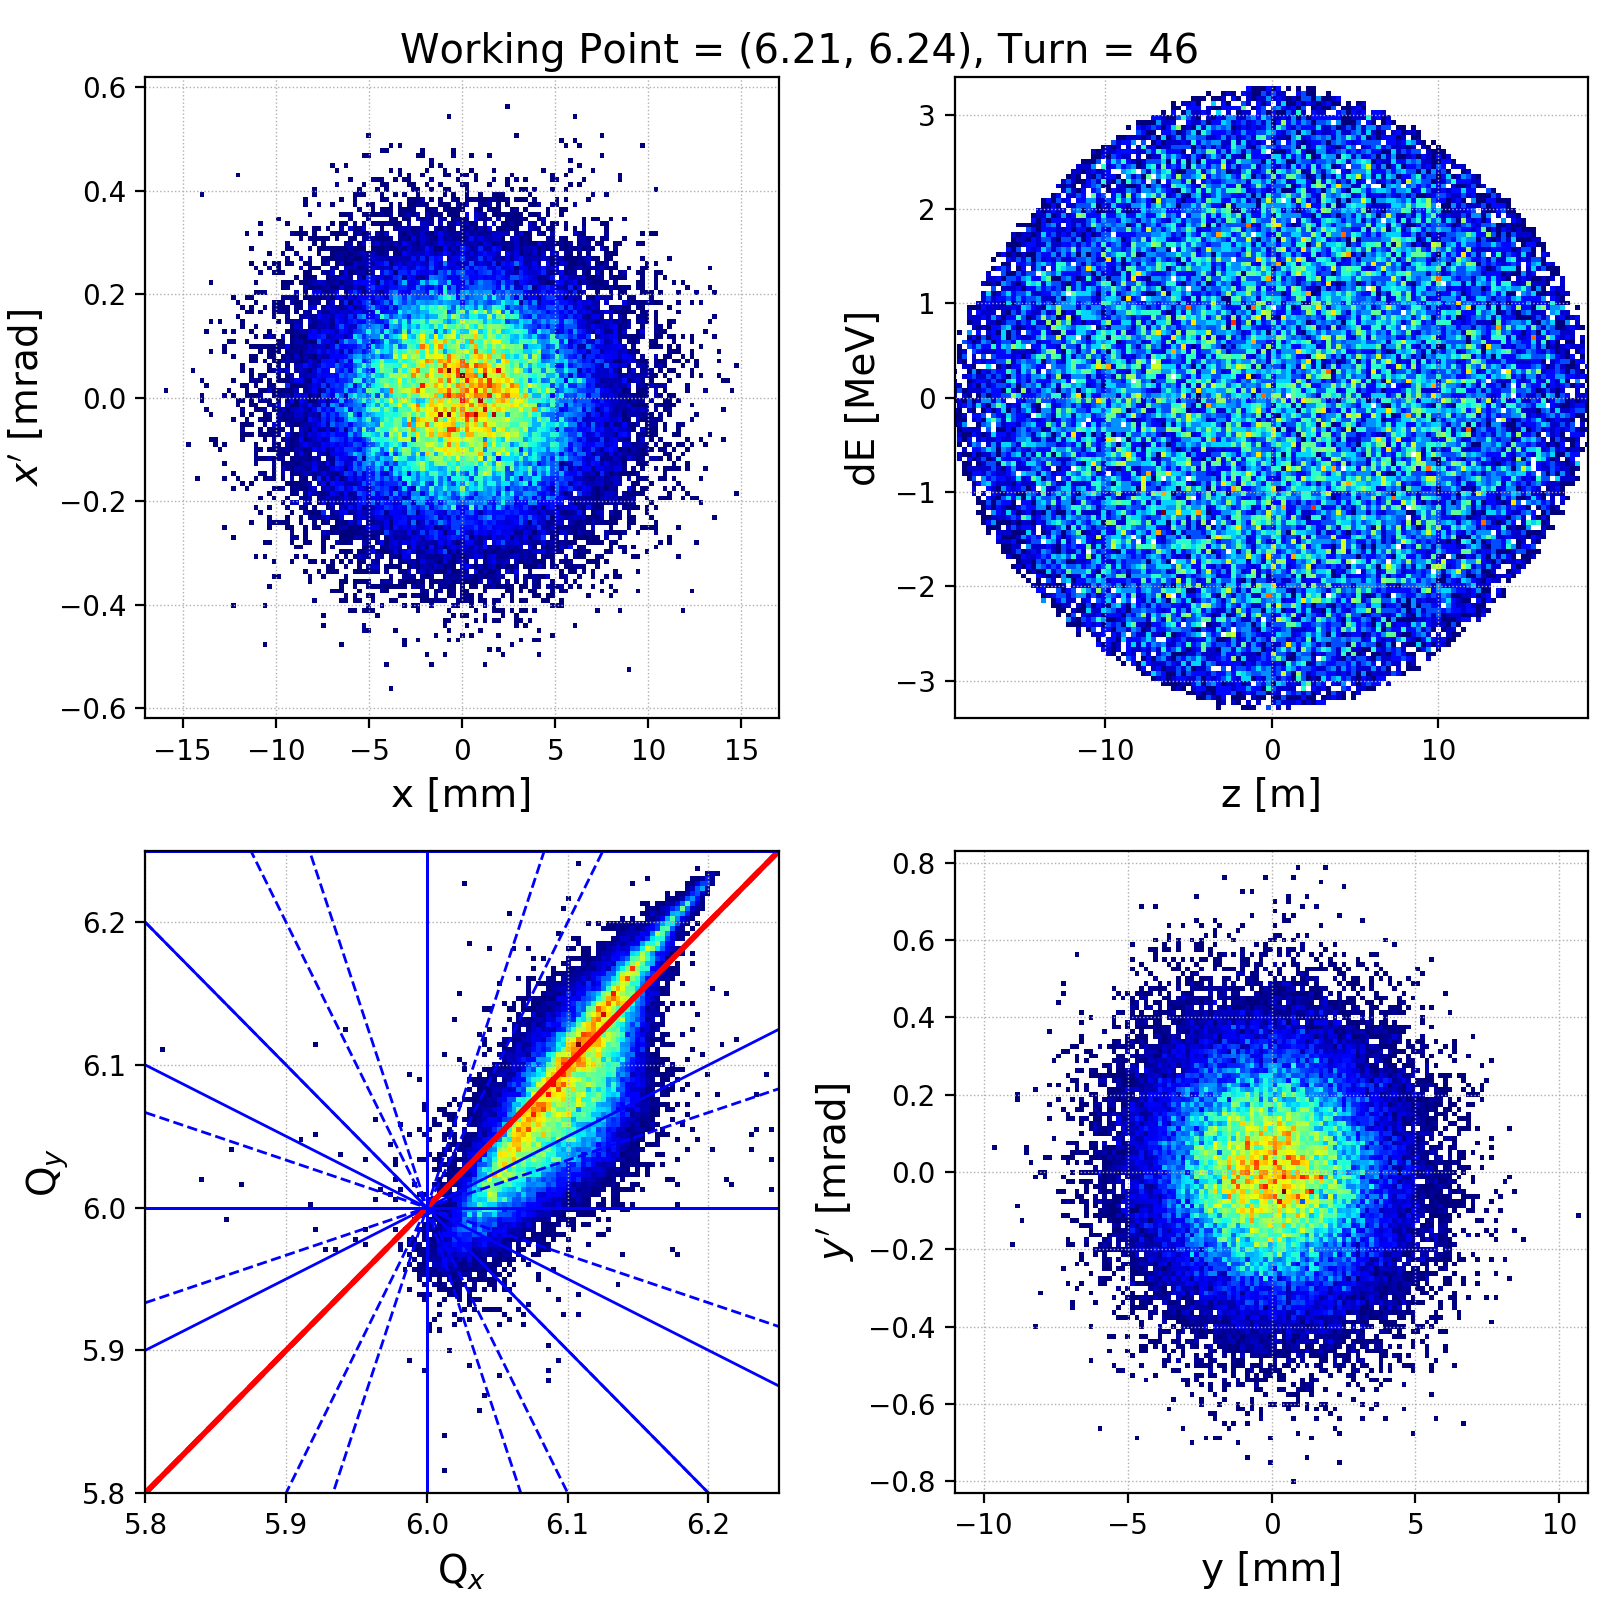 Working Point = (6.21, 6.24), Turn = 46
0.6
0.4
0.2
0.0
−0.2
−0.4
−0.6
x′ [mrad]
−15 −10 −5 0 5 10 15
x [mm]
3
2
1
0
−1
−2
−3
dE [MeV]
−10 0 10
z [m]
6.2
6.1
6.0
5.9
5.8
Qy
5.8 5.9 6.0 6.1 6.2
Qx
0.8
0.6
0.4
0.2
0.0
−0.2
−0.4
−0.6
−0.8
y′ [mrad]
−10 −5 0 5 10
y [mm]